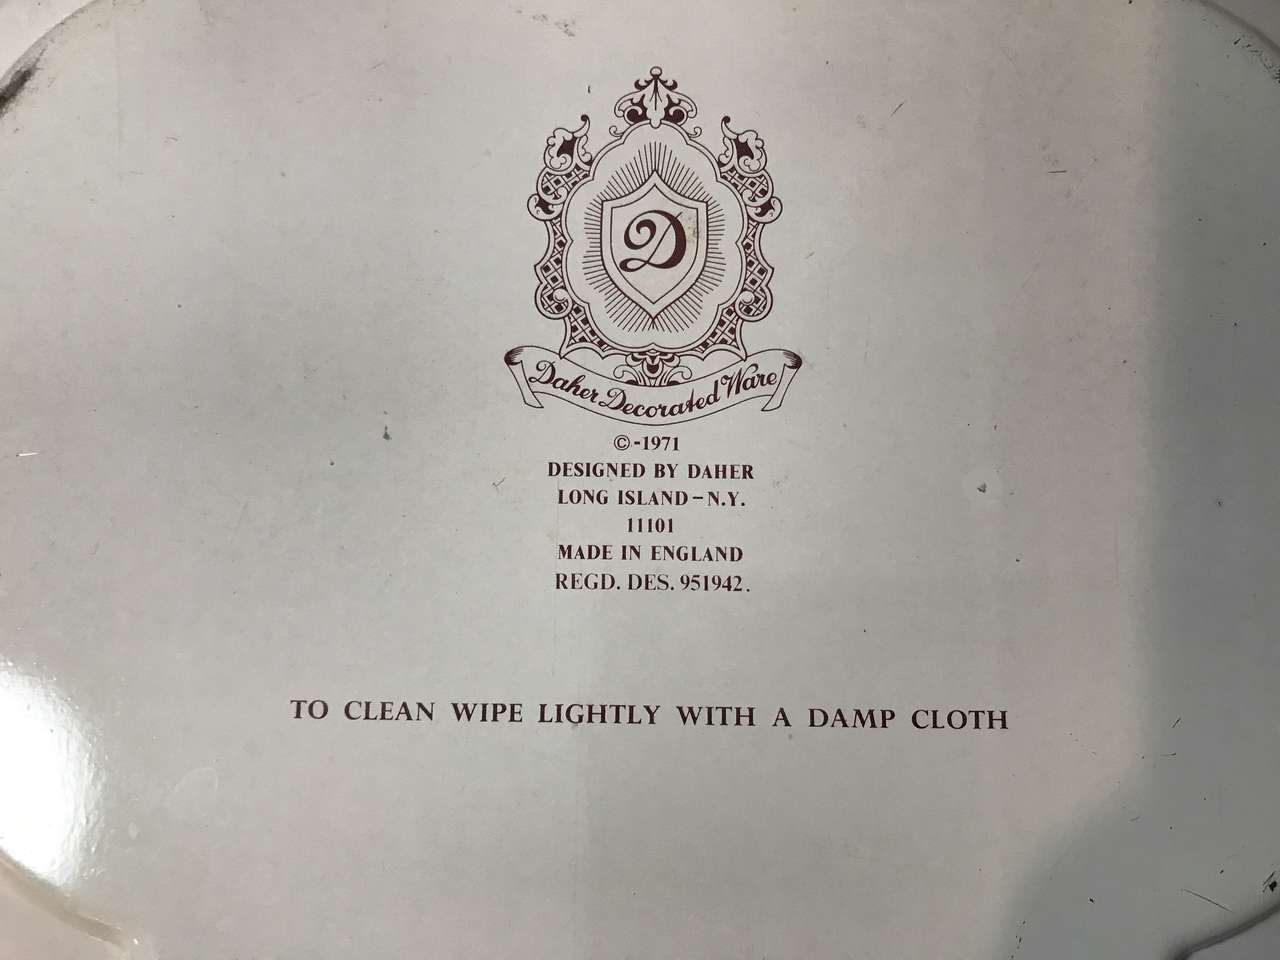 D
Daher Decorated Ware
©-1971
DESIGNED BY DAHER
LONG ISLAND-N.Y.
11101
MADE IN ENGLAND
REGD. DES. 951942.
TO CLEAN WIPE LIGHTLY WITH A DAMP CLOTH